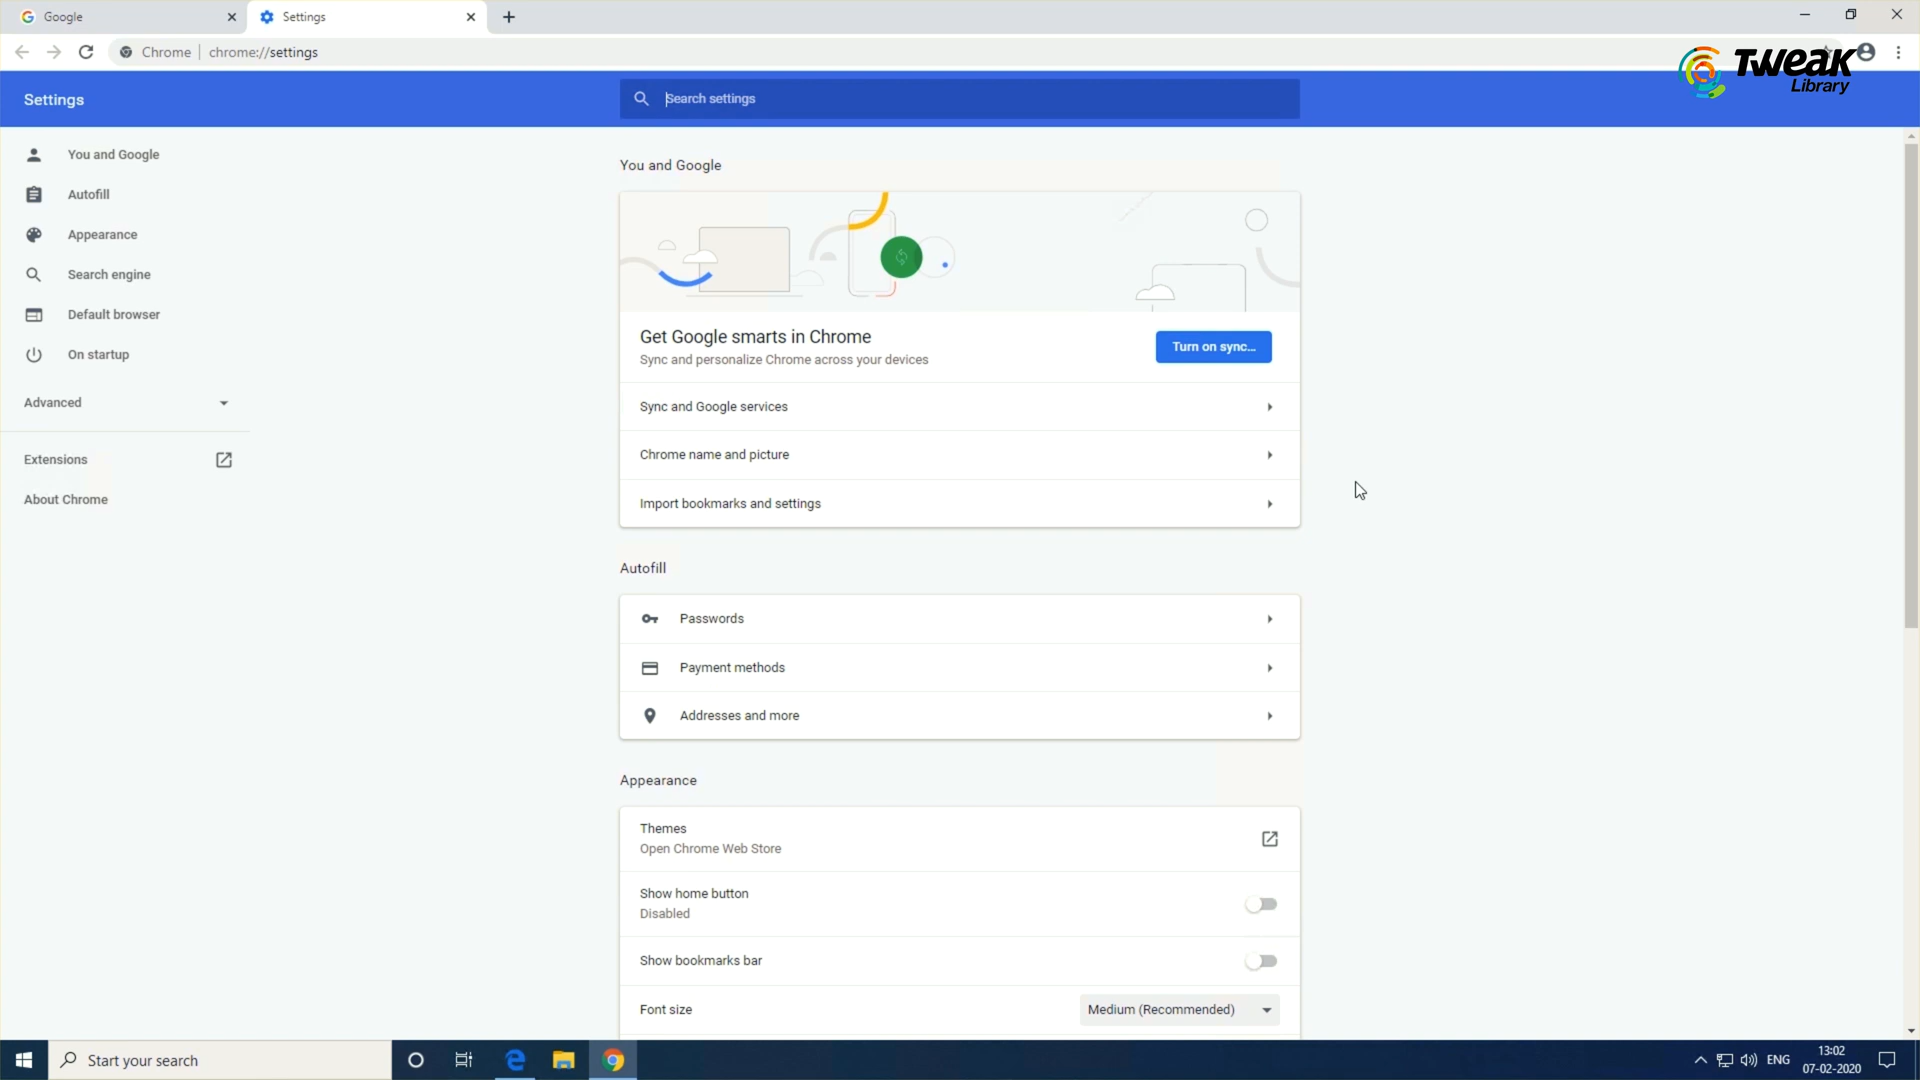 Google
Settings
Chrome
chrome://settings
TWeaK
Library
Settings
Search settings
You and Google
Autofill
Appearance
Search engine
Default browser
On startup
Advanced
Extensions
About Chrome
You and Google
Get Google smarts in Chrome
Sync and personalize Chrome across your devices
Turn on sync...
Sync and Google services
Chrome name and picture
Import bookmarks and settings
Autofill
Passwords
Payment methods
Addresses and more
Appearance
Themes
Open Chrome Web Store
Show home button
Disabled
Show bookmarks bar
Font size
Medium (Recommended)
Start your search
ENG
13:02
07-02-2020